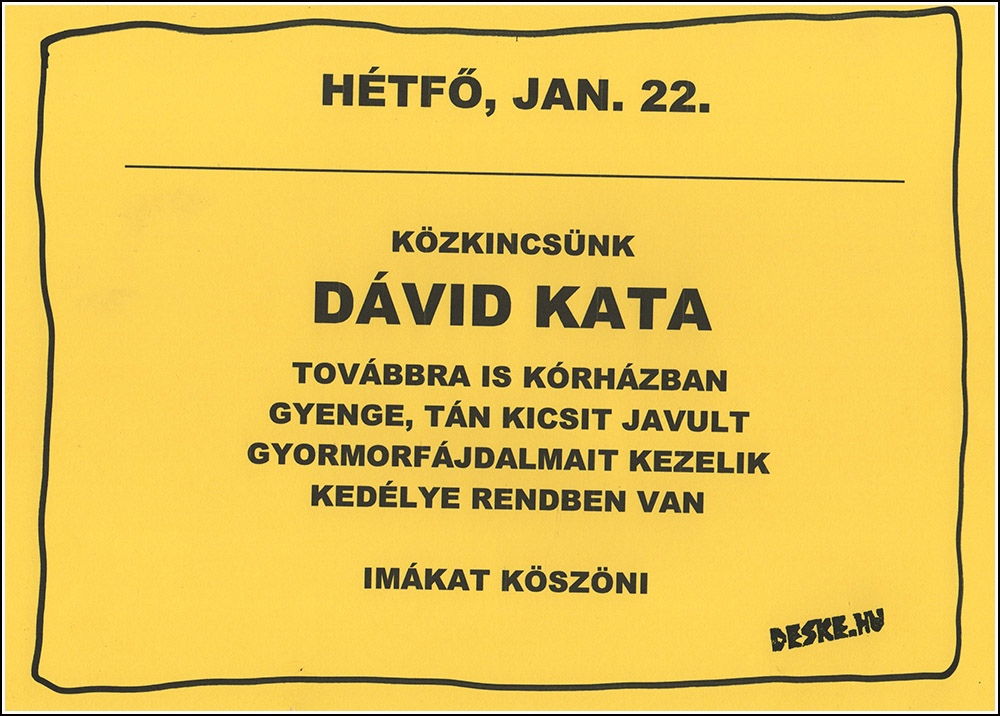 HÉTFŐ, JAN. 22.
KÖZKINCSÜNK
DÁVID KATA
TOVÁBBRA IS KÓRHÁZBAN
GYENGE, TÁN KICSIT JAVULT
GYORMORFÁJDALMAIT KEZELIK
KEDÉLYE RENDBEN VAN
IMÁKAT KÖSZÖNI
DESKE.HU